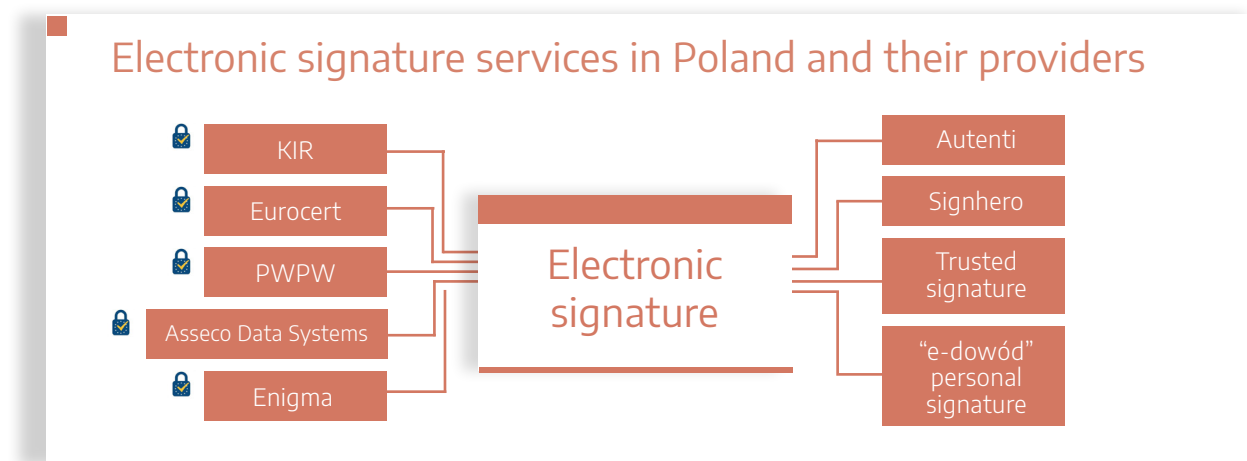 Electronic signature services in Poland and their providers
KIR
Eurocert
PWPW
Asseco Data Systems
Enigma
Electronic
signature
Autenti
Signhero
Trusted
signature
“e-dowód”
personal
signature